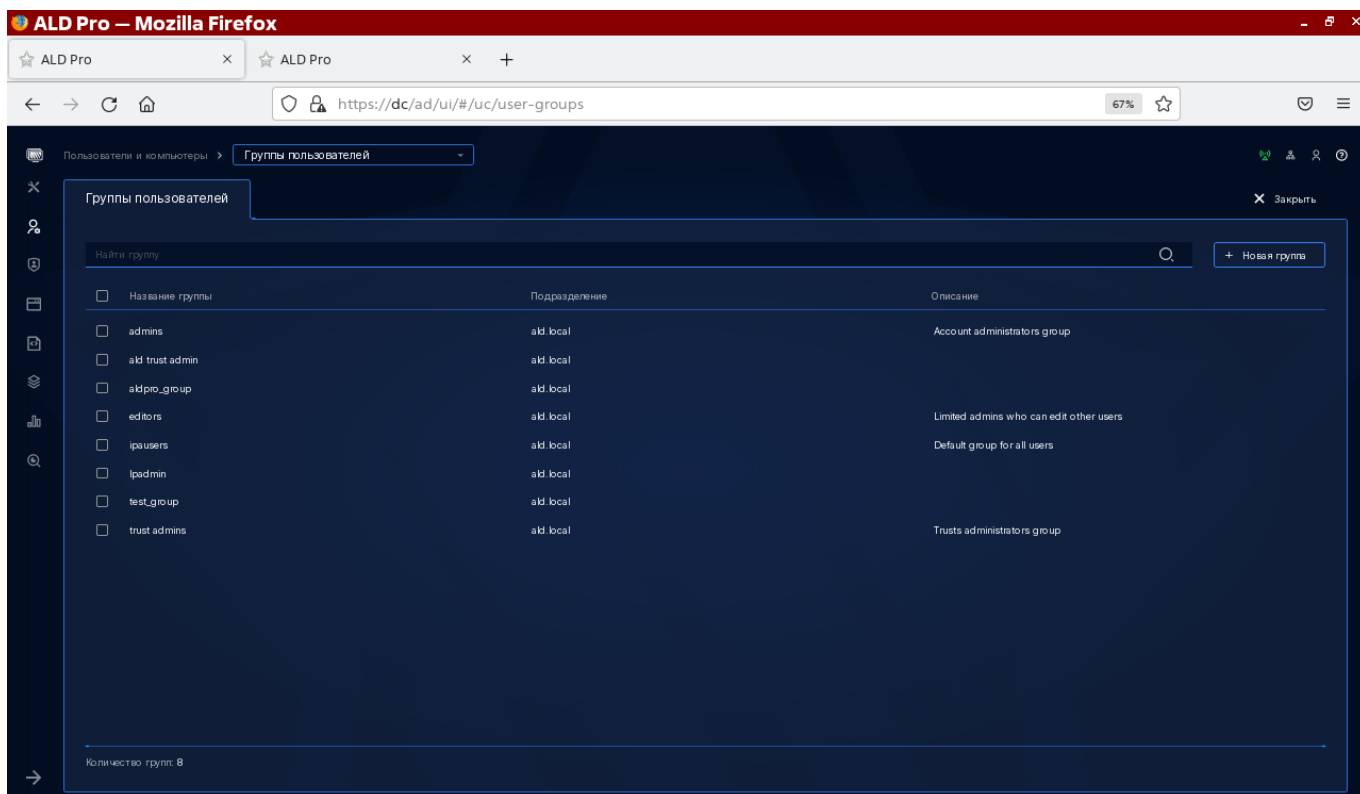 ALD Pro — Mozilla Firefox
ALD Pro ALD Pro
https://dc/ad/ui/#/uc/user-groups 67%
Пользователи и компьютеры > Группы пользователей
Группы пользователей Закрыть
Найти группу + Новая группа
Название группы Подразделение Описание
admins ald.local Account administrators group
ald trust admin ald.local
aldpro_group ald.local
editors ald.local Limited admins who can edit other users
ipausers ald.local Default group for all users
lpadmin ald.local
test_group ald.local
trust admins ald.local Trusts administrators group
Количество групп: 8